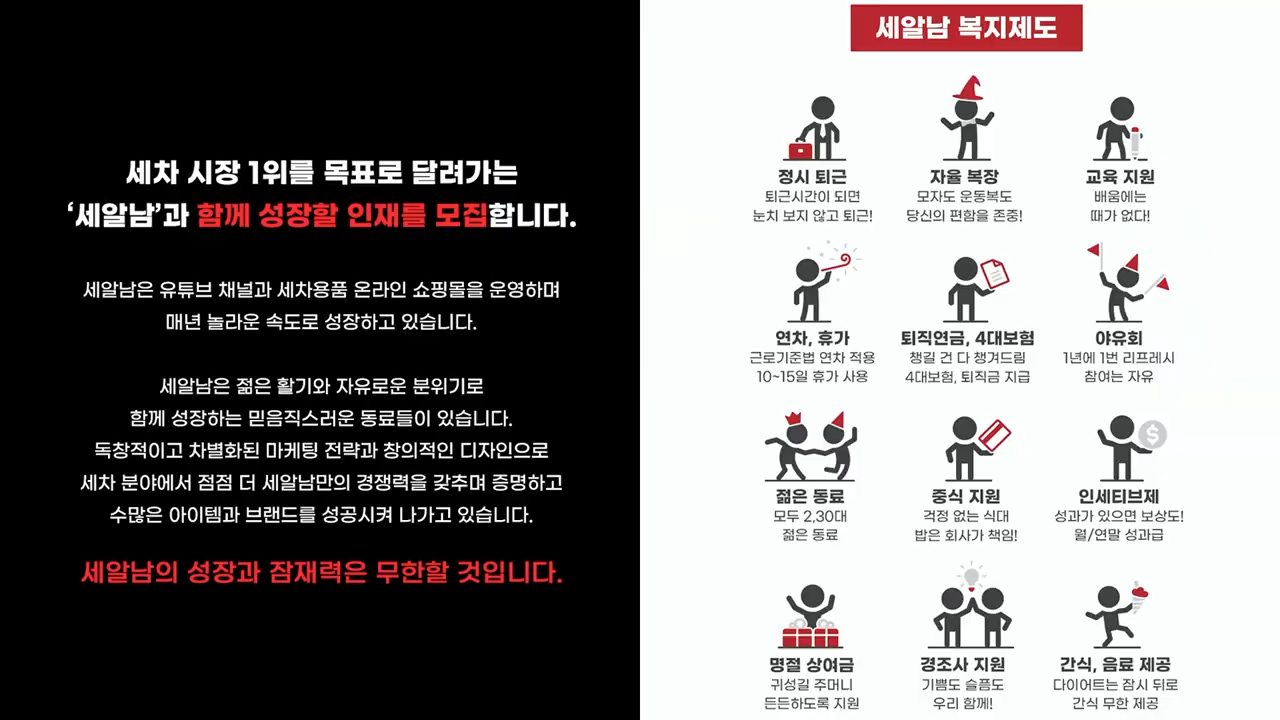 세차 시장 1위를 목표로 달려가는
‘세알남’과 함께 성장할 인재를 모집합니다.
세알남은 유튜브 채널과 세차용품 온라인 쇼핑몰을 운영하며
매년 놀라운 속도로 성장하고 있습니다.
세알남은 젊은 활기와 자유로운 분위기로
함께 성장하는 믿음직스러운 동료들이 있습니다.
독창적이고 차별화된 마케팅 전략과 창의적인 디자인으로
세차 분야에서 점점 더 세알남만의 경쟁력을 갖추며 증명하고
수많은 아이템과 브랜드를 성공시켜 나가고 있습니다.
세알남의 성장과 잠재력은 무한할 것입니다.
세알남 복지제도
정시 퇴근
퇴근시간이 되면
눈치 보지 않고 퇴근!
자율 복장
모자도 운동복도
당신의 편함을 존중!
교육 지원
배움에는
때가 없다!
연차, 휴가
근로기준법 연차 적용
10~15일 휴가 사용
퇴직연금, 4대보험
챙길 건 다 챙겨드림
4대보험, 퇴직금 지급
야유회
1년에 1번 리프레시
참여는 자유
젊은 동료
모두 2,30대
젊은 동료
중식 지원
걱정 없는 식대
밥은 회사가 책임!
인세티브제
성과가 있으면 보상도!
월/연말 성과급
명절 상여금
귀성길 주머니
든든하도록 지원
경조사 지원
기쁨도 슬픔도
우리 함께!
간식, 음료 제공
다이어트는 잠시 뒤로
간식 무한 제공